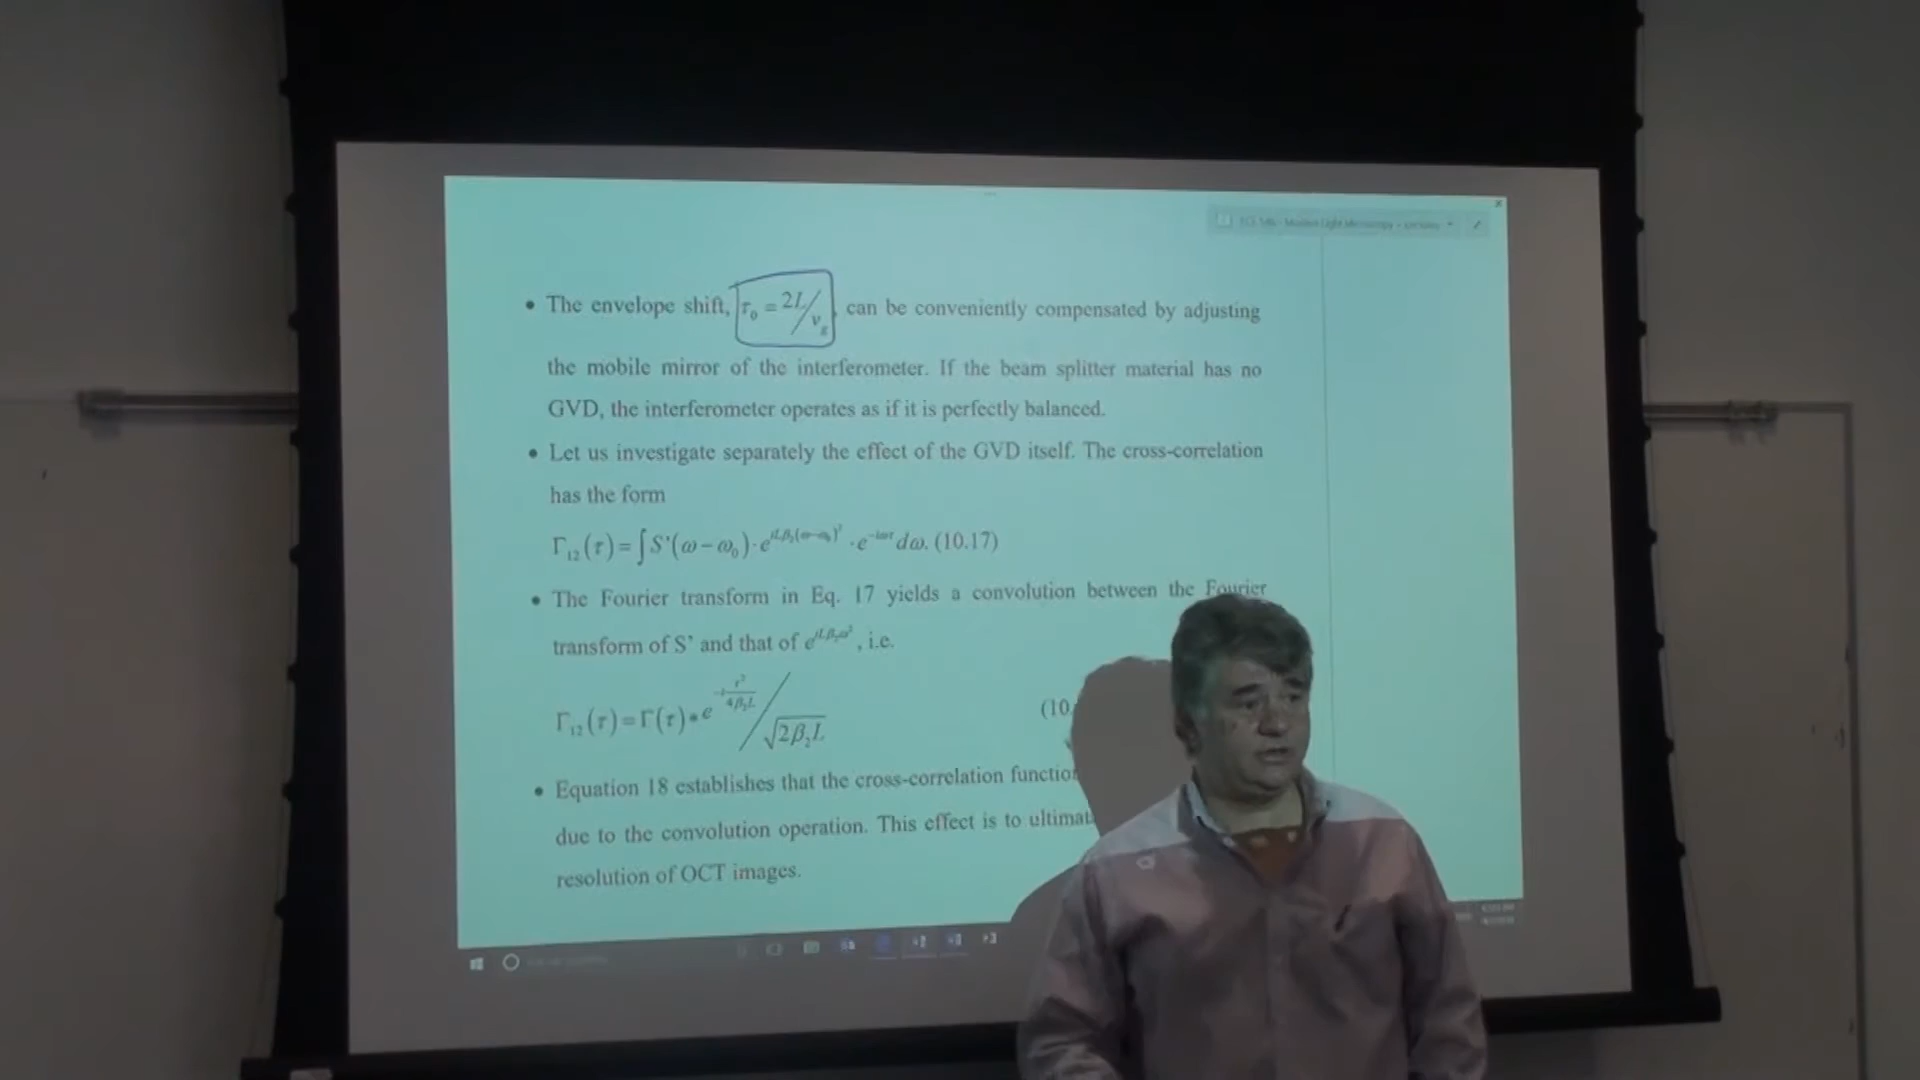 • The envelope shift, τ₀ = 2L/v_g, can be conveniently compensated by adjusting
the mobile mirror of the interferometer. If the beam splitter material has no
GVD, the interferometer operates as if it is perfectly balanced.
• Let us investigate separately the effect of the GVD itself. The cross-correlation
has the form
Γ₁₂(τ) = ∫ S'(ω − ω₀) · e^{iLβ₂(ω−ω₀)²} · e^{−iωτ} dω. (10.17)
• The Fourier transform in Eq. 17 yields a convolution between the Fourier
transform of S' and that of e^{iLβ₂ω²}, i.e.
Γ₁₂(τ) = Γ(τ) • e^{−i τ²/4β₂L} / √2β₂L (10.
• Equation 18 establishes that the cross-correlation function
due to the convolution operation. This effect is to ultimat
resolution of OCT images.